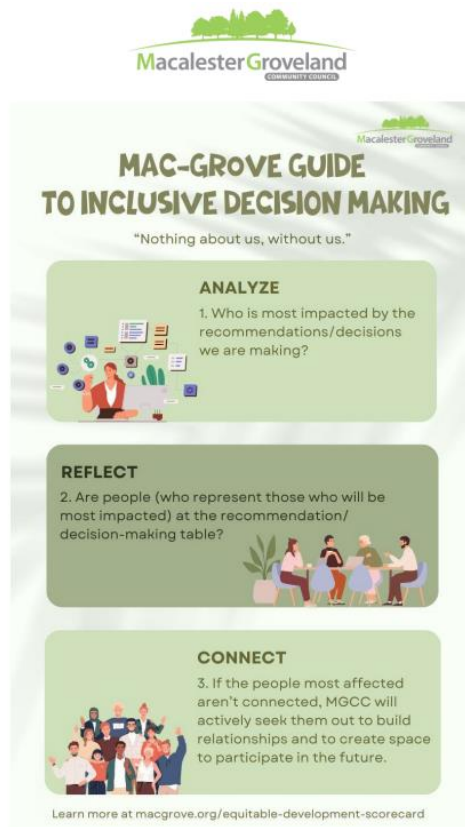 MacalesterGroveland
COMMUNITY COUNCIL
MacalesterGroveland
COMMUNITY COUNCIL
MAC-GROVE GUIDE
TO INCLUSIVE DECISION MAKING
“Nothing about us, without us.”
ANALYZE
1. Who is most impacted by the
recommendations/decisions
we are making?
REFLECT
2. Are people (who represent those who will be
most impacted) at the recommendation/
decision-making table?
CONNECT
3. If the people most affected
aren’t connected, MGCC will
actively seek them out to build
relationships and to create space
to participate in the future.
Learn more at macgrove.org/equitable-development-scorecard